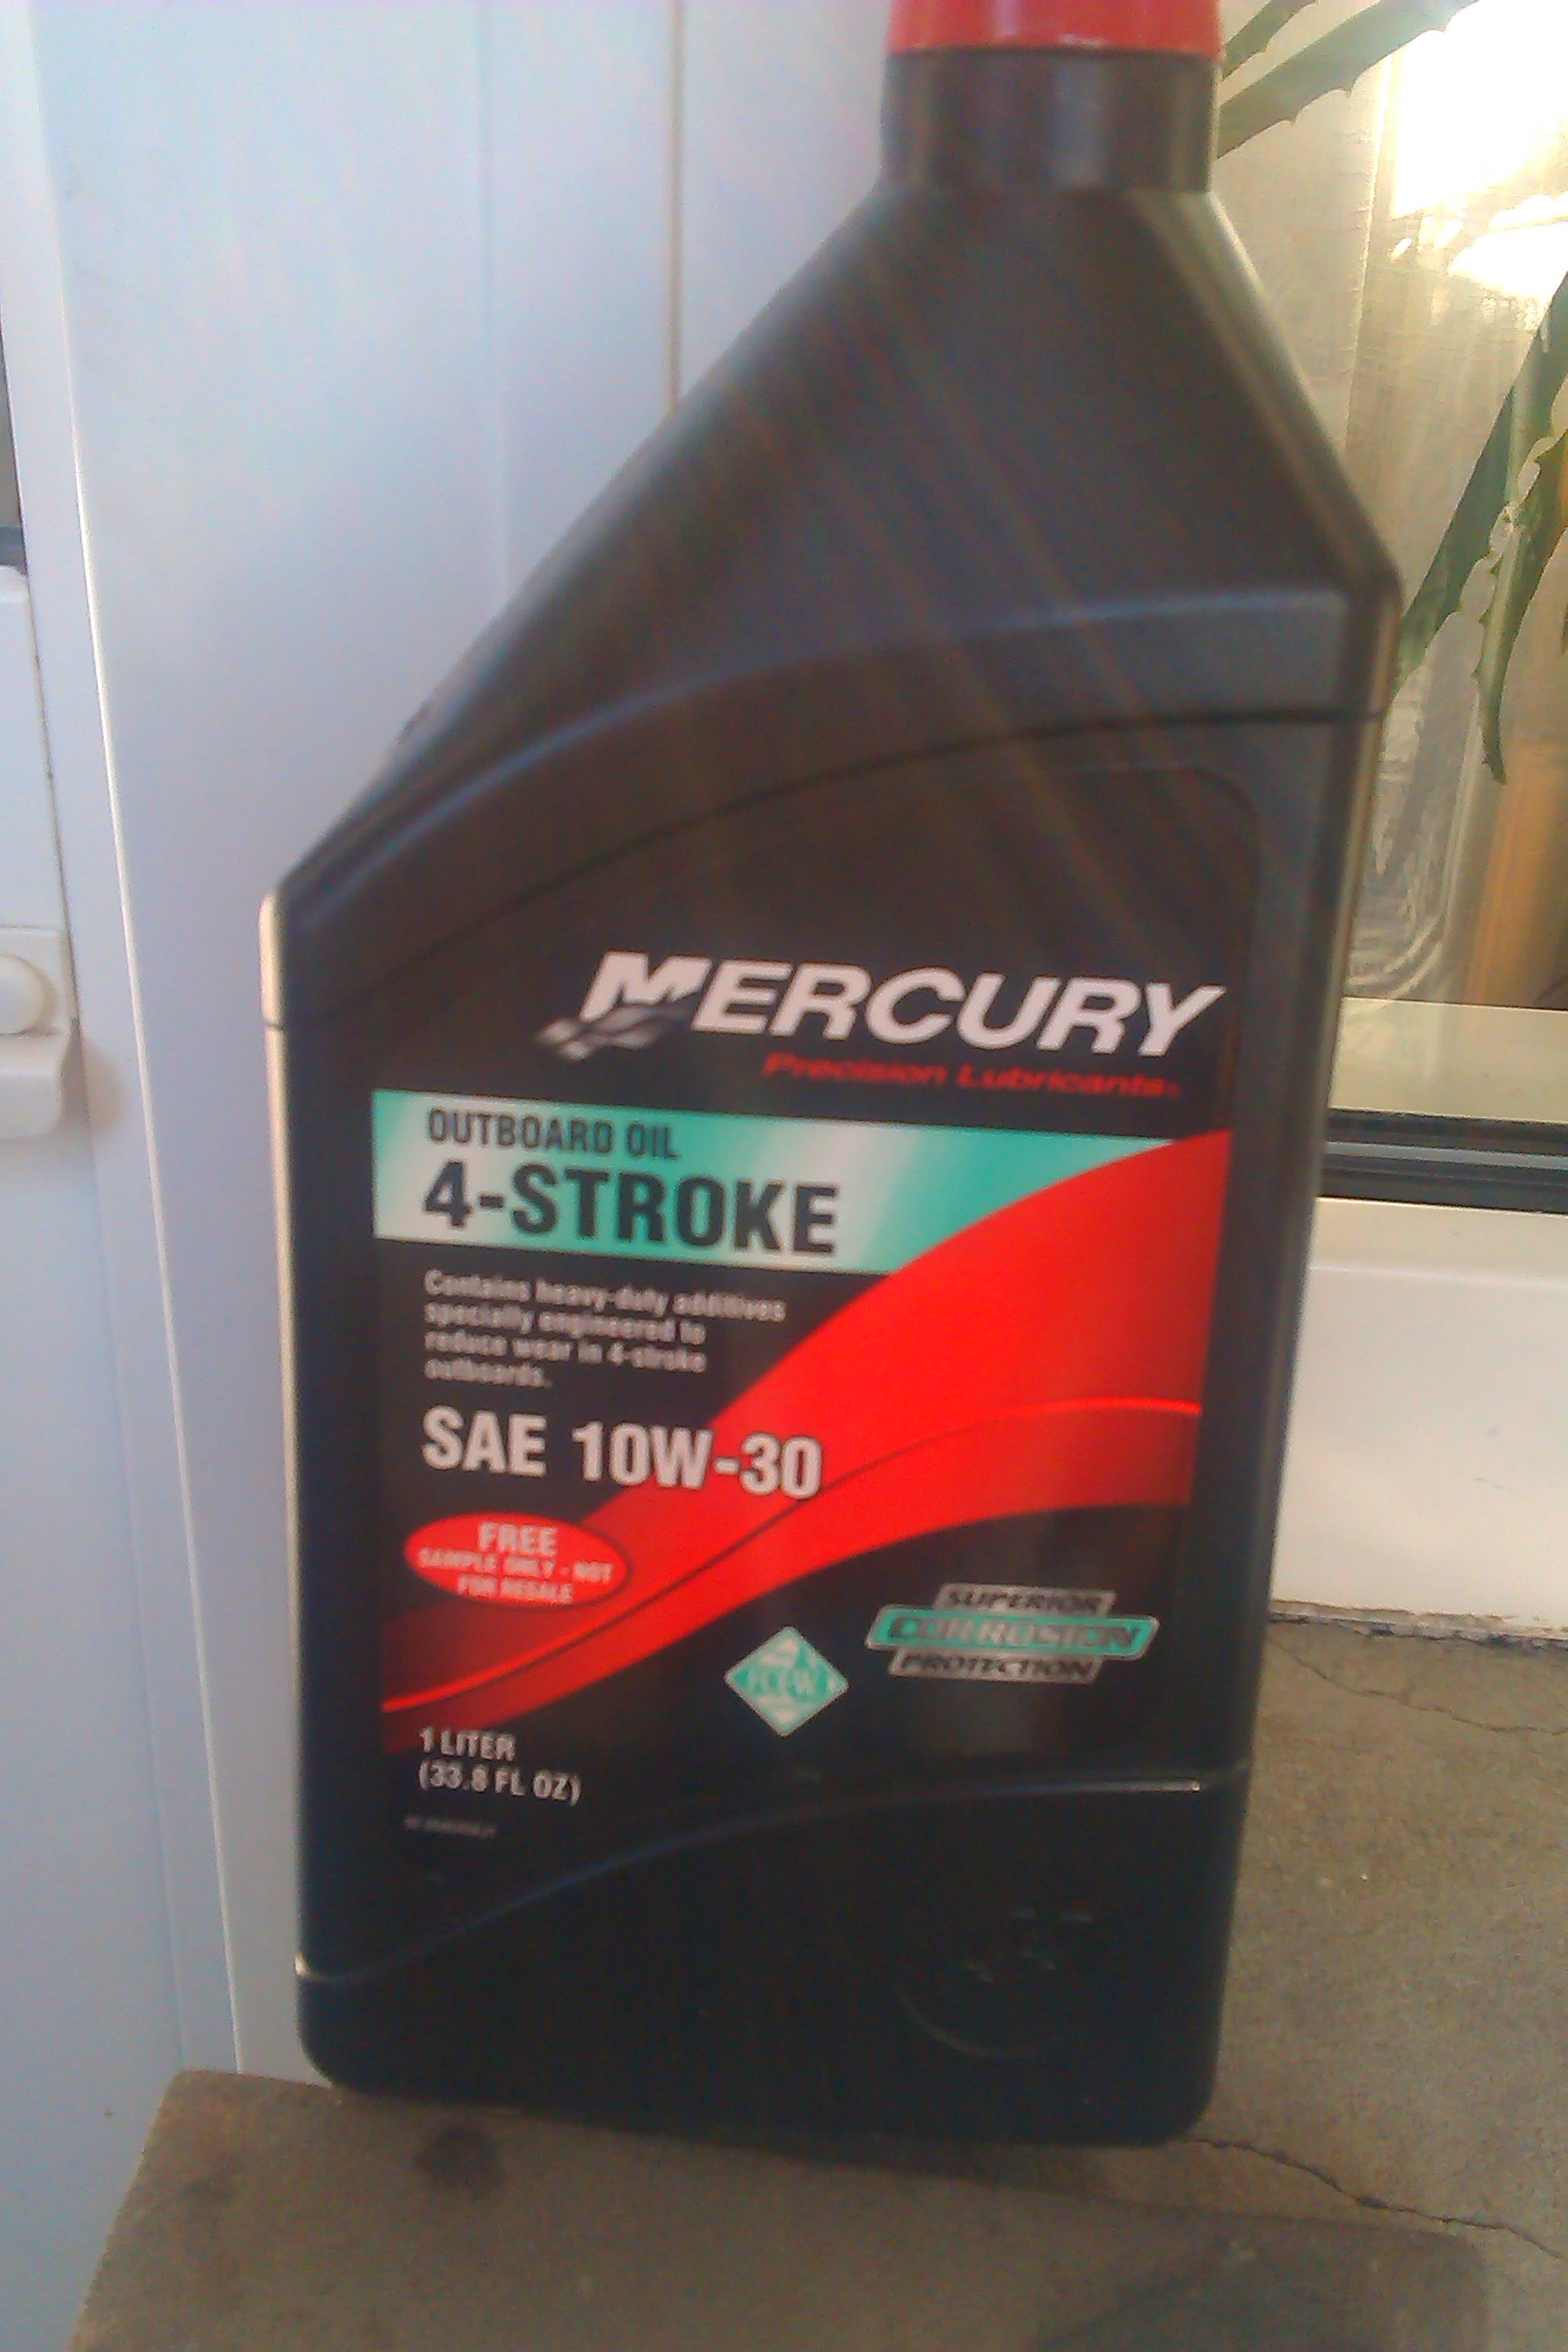 MERCURY
Precision Lubricants
OUTBOARD OIL
4-STROKE
Contains heavy-duty additives
specially engineered to
reduce wear in 4-stroke
outboards.
SAE 10W-30
FREE
SAMPLE ONLY - NOT
FOR RESALE
SUPERIOR
CORROSION
PROTECTION
FC-W
1 LITER
(33.8 FL OZ)